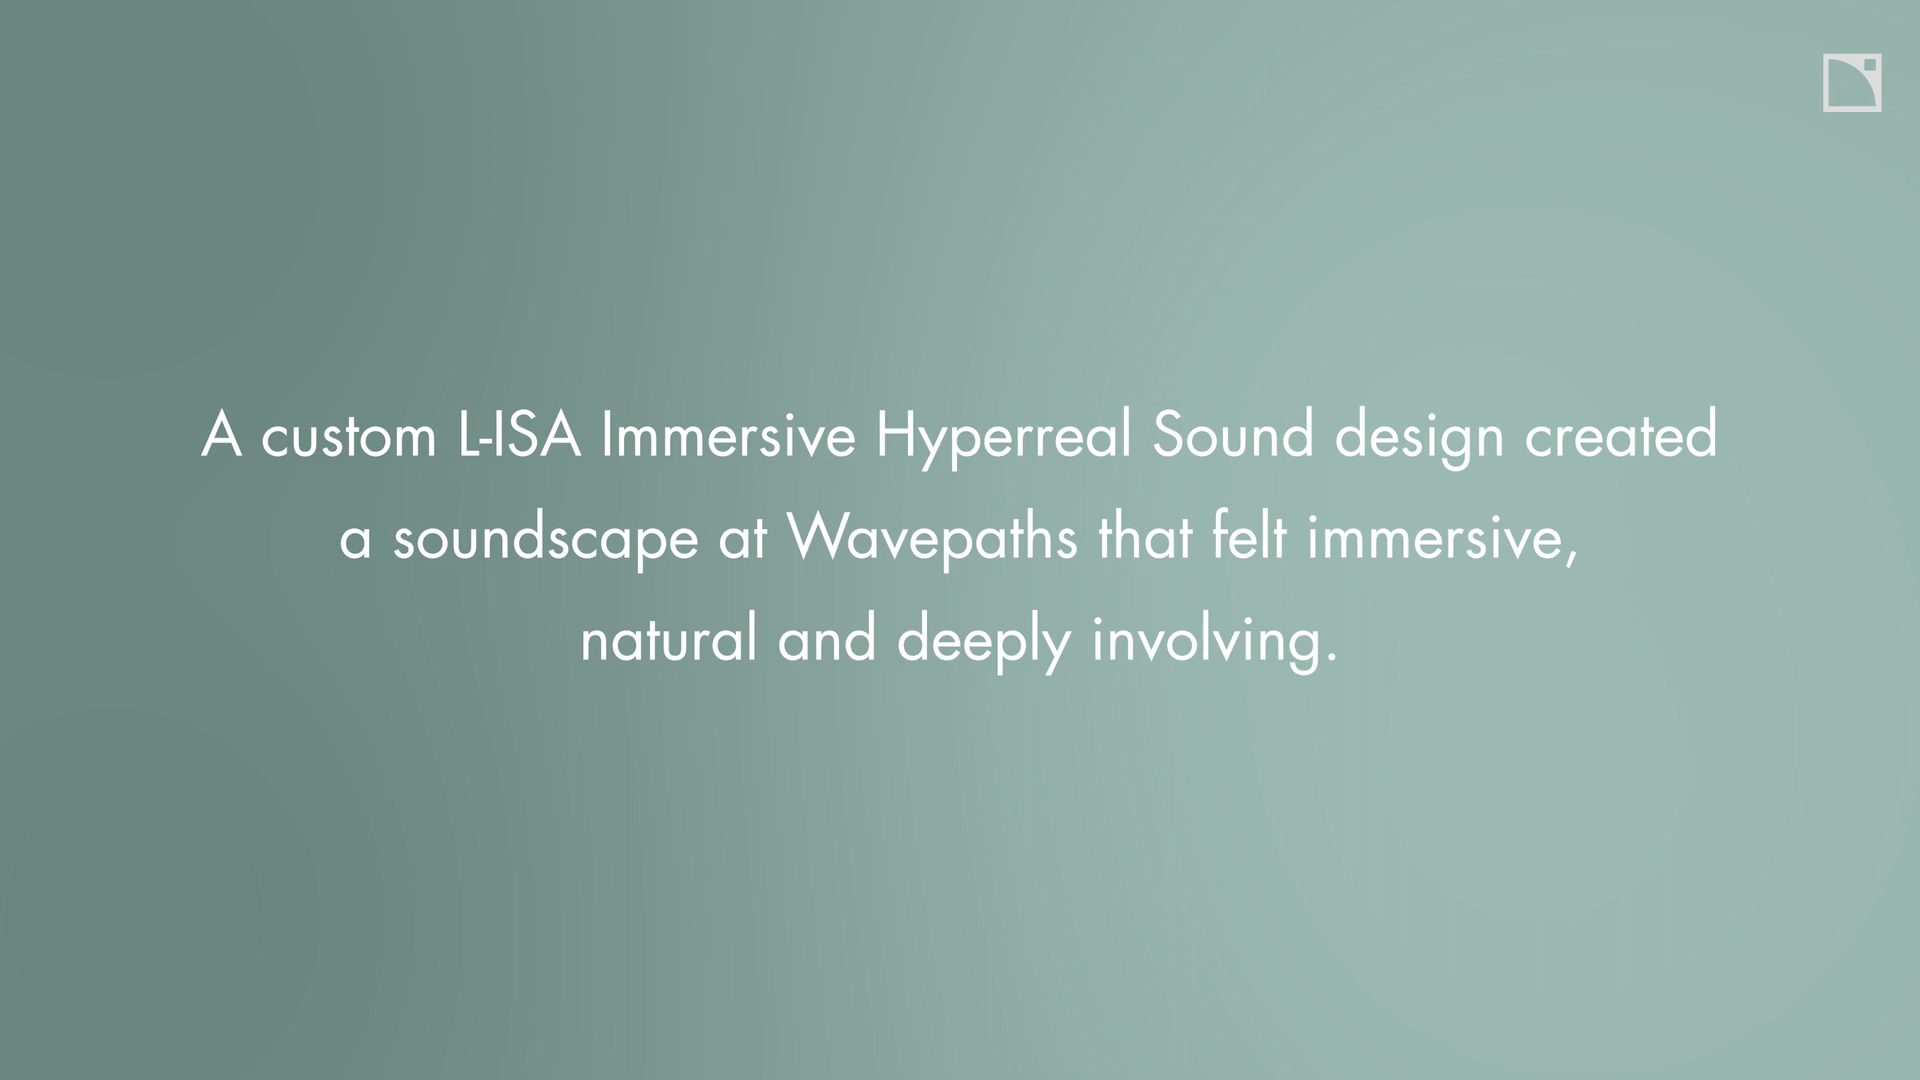 A custom L-ISA Immersive Hyperreal Sound design created
a soundscape at Wavepaths that felt immersive,
natural and deeply involving.